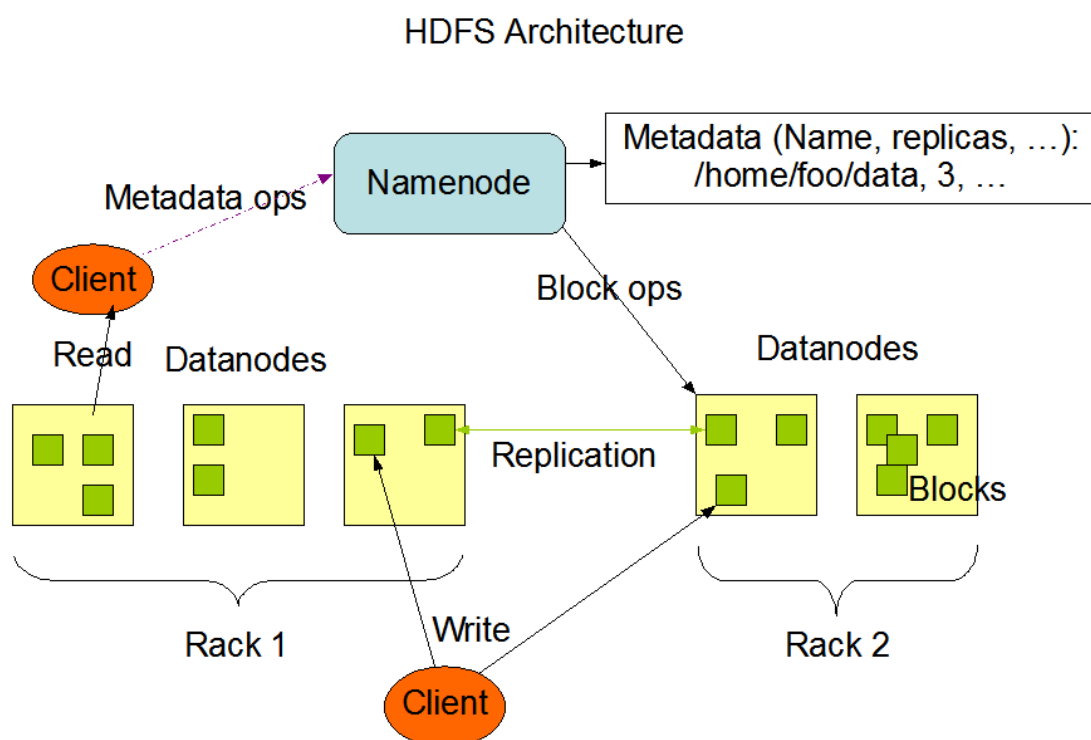 HDFS Architecture
Metadata (Name, replicas, …):
/home/foo/data, 3, …
Namenode
Metadata ops
Client
Block ops
Read
Datanodes
Datanodes
Replication
Blocks
Rack 1
Write
Rack 2
Client